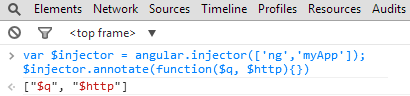 Elements Network Sources Timeline Profiles Resources Audits
<top frame>
> var $injector = angular.injector(['ng','myApp']);
$injector.annotate(function($q, $http){})
["$q", "$http"]